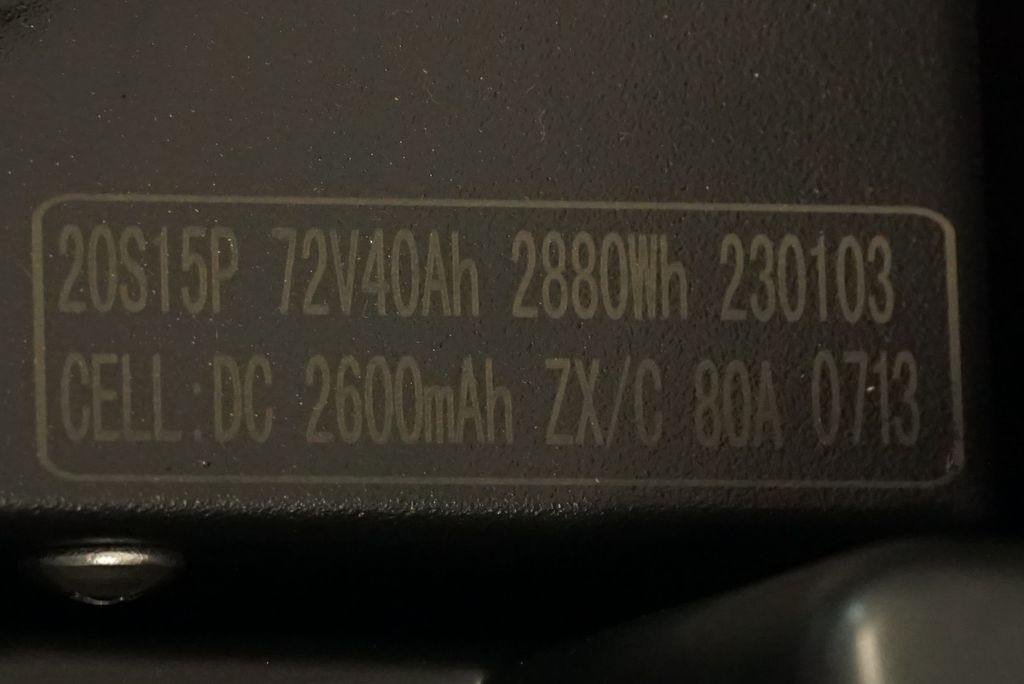 20S15P 72V40Ah 2880Wh 230103
CELL:DC 2600mAh ZX/C 80A 0713